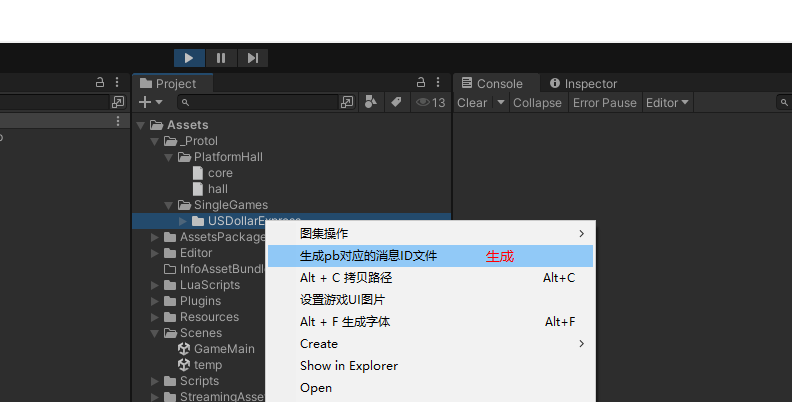 Project
Console
Inspector
13
Clear
Collapse
Error Pause
Editor
Assets
_Protol
PlatformHall
core
hall
SingleGames
USDollarExpress
AssetsPackage
Editor
InfoAssetBundl
LuaScripts
Plugins
Resources
Scenes
GameMain
temp
Scripts
StreamingAsset
图集操作
生成pb对应的消息ID文件 生成
Alt + C 拷贝路径 Alt+C
设置游戏UI图片
Alt + F 生成字体 Alt+F
Create
Show in Explorer
Open